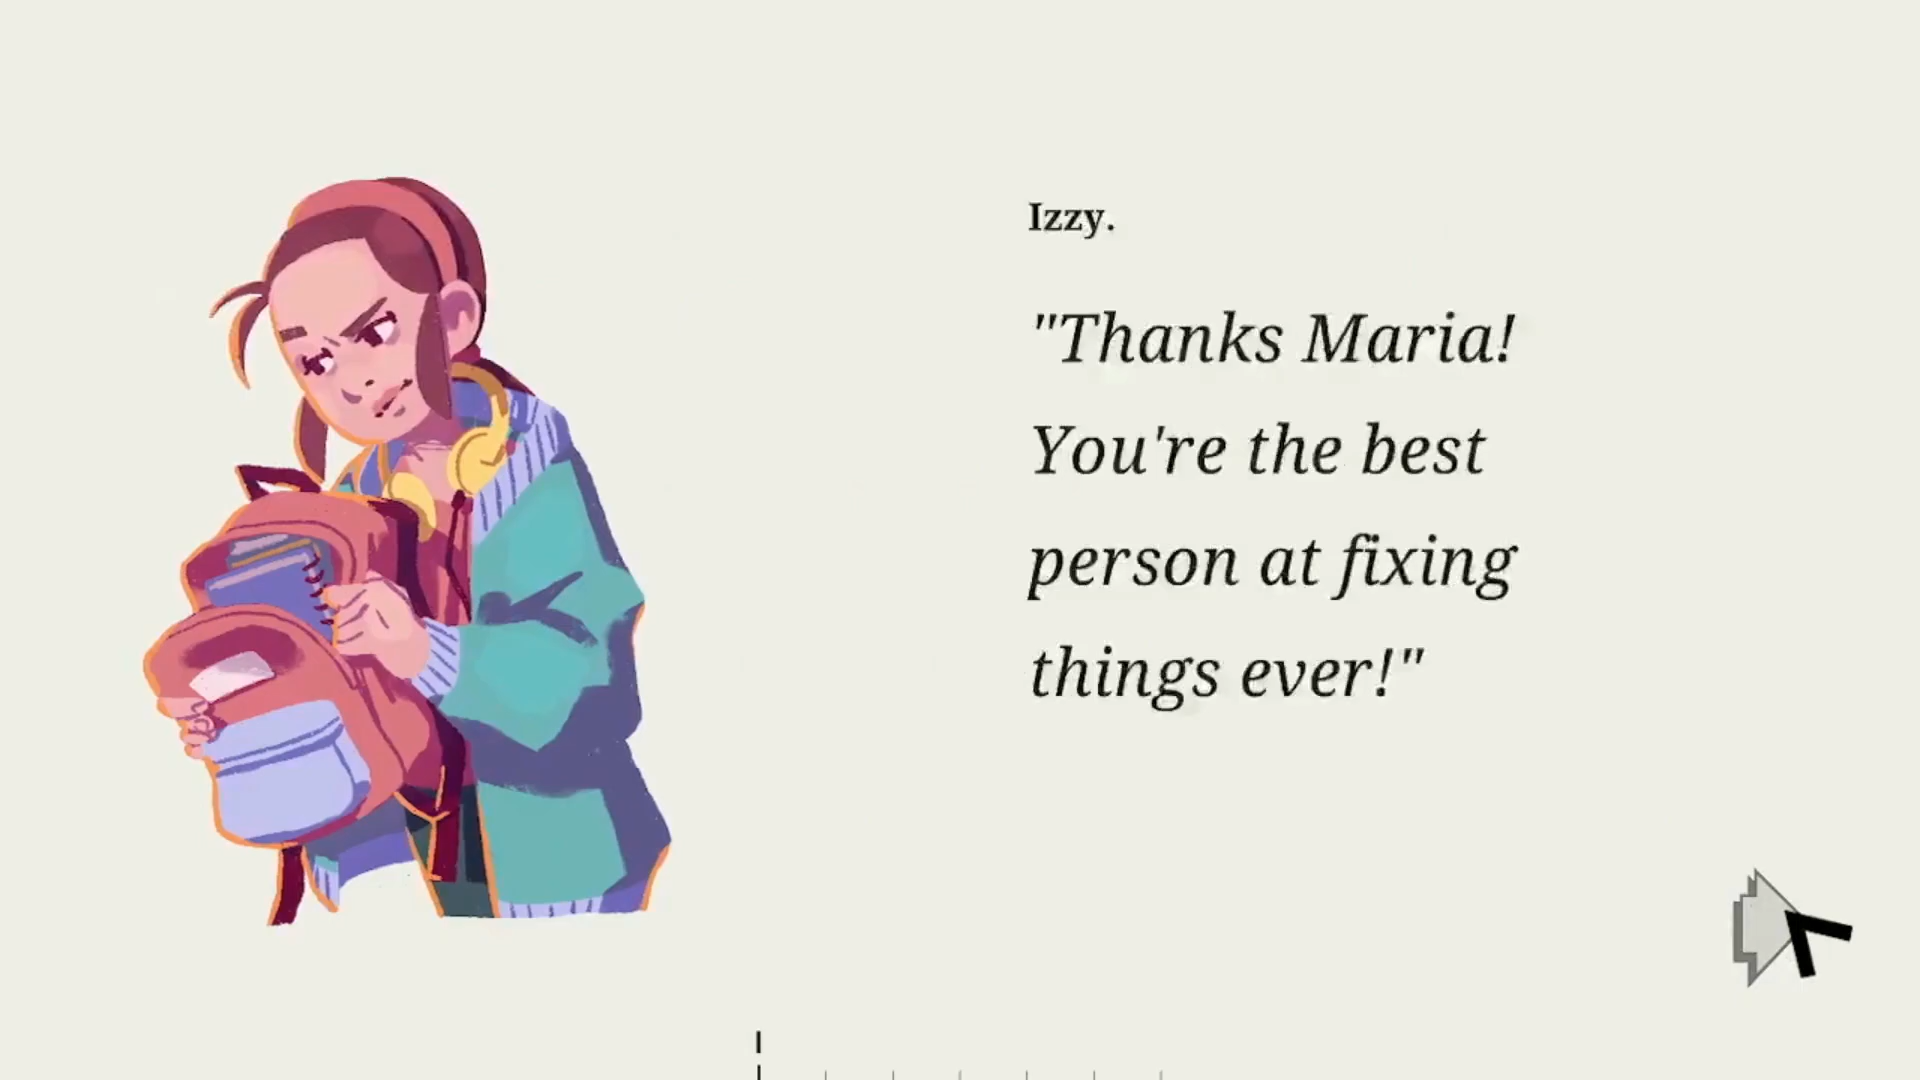 Izzy.
"Thanks Maria!
You're the best
person at fixing
things ever!"